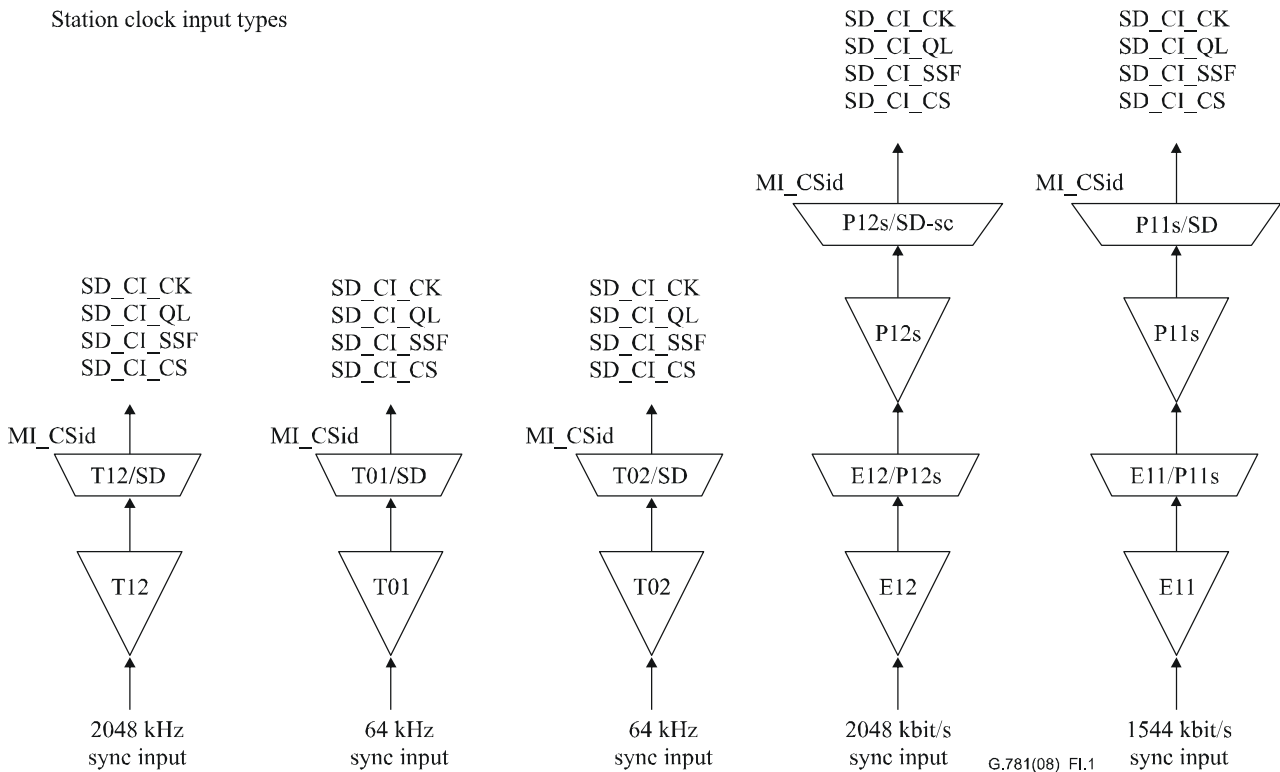 Station clock input types
SD_CI_CK
SD_CI_QL
SD_CI_SSF
SD_CI_CS
SD_CI_CK
SD_CI_QL
SD_CI_SSF
SD_CI_CS
MI_CSid
P12s/SD-sc
MI_CSid
P11s/SD
SD_CI_CK
SD_CI_QL
SD_CI_SSF
SD_CI_CS
SD_CI_CK
SD_CI_QL
SD_CI_SSF
SD_CI_CS
SD_CI_CK
SD_CI_QL
SD_CI_SSF
SD_CI_CS
P12s
P11s
MI_CSid
T12/SD
MI_CSid
T01/SD
MI_CSid
T02/SD
E12/P12s
E11/P11s
T12
T01
T02
E12
E11
2048 kHz
sync input
64 kHz
sync input
64 kHz
sync input
2048 kbit/s
sync input
1544 kbit/s
sync input
G.781(08)_FI.1